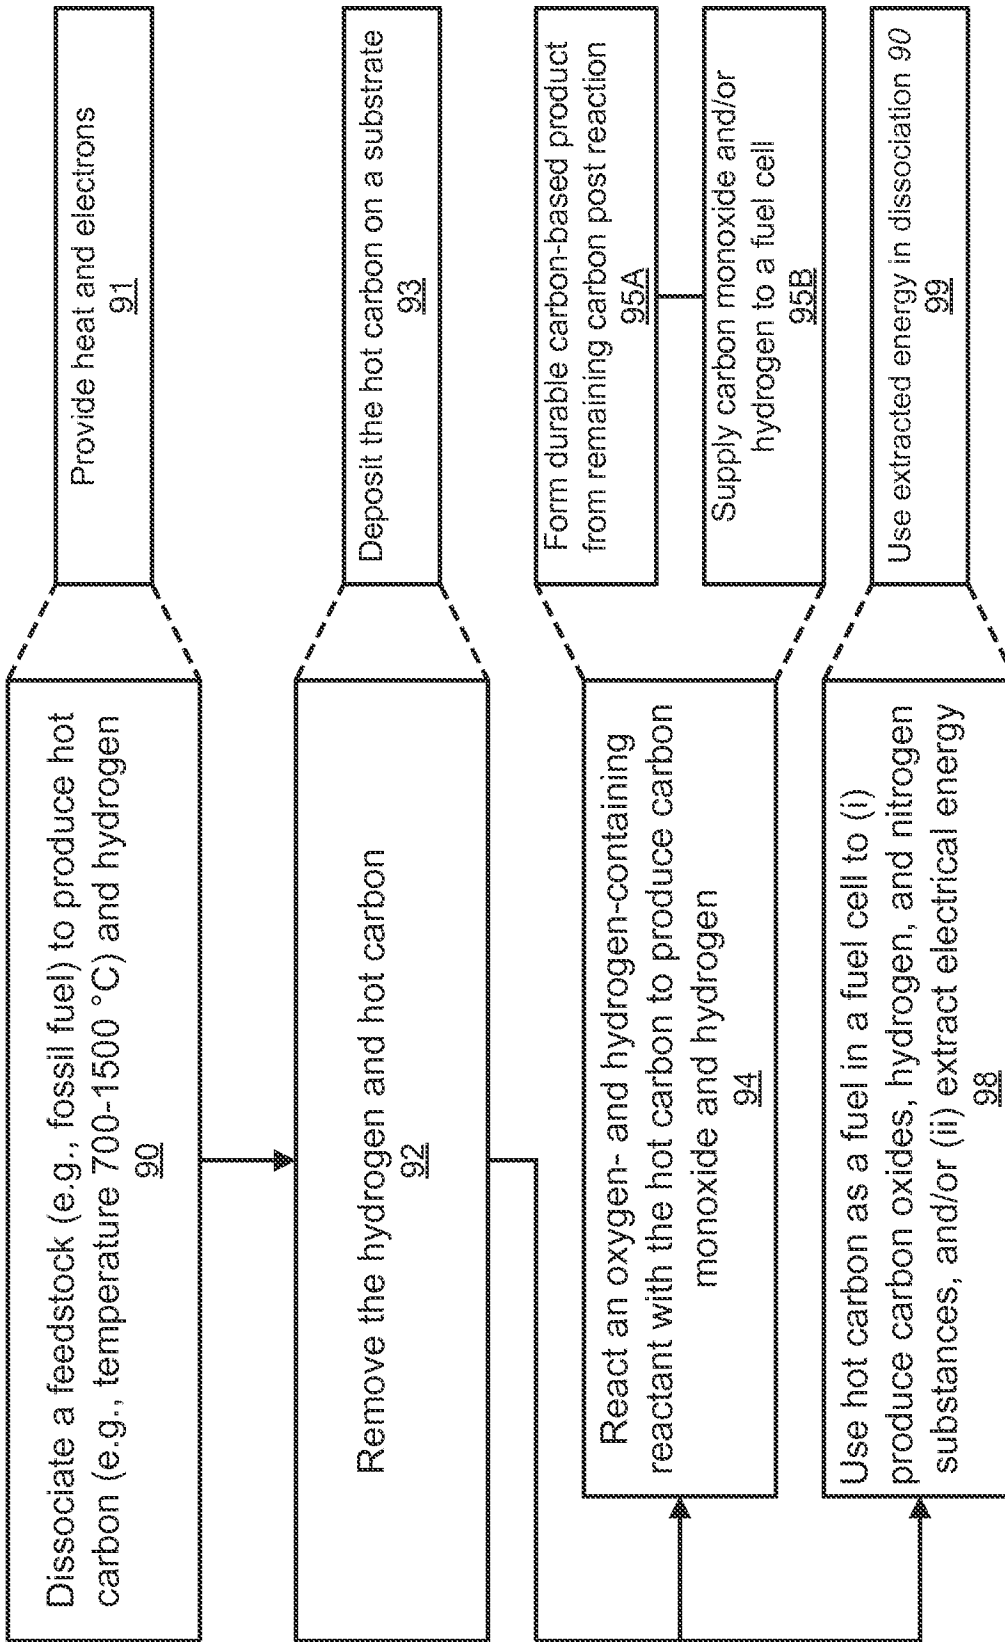 Dissociate a feedstock (e.g., fossil fuel) to produce hot
carbon (e.g., temperature 700-1500 °C) and hydrogen
90
Provide heat and electrons
91
Remove the hydrogen and hot carbon
92
Deposit the hot carbon on a substrate
93
React an oxygen- and hydrogen-containing
reactant with the hot carbon to produce carbon
monoxide and hydrogen
94
Form durable carbon-based product
from remaining carbon post reaction
95A
Supply carbon monoxide and/or
hydrogen to a fuel cell
95B
Use hot carbon as a fuel in a fuel cell to (i)
produce carbon oxides, hydrogen, and nitrogen
substances, and/or (ii) extract electrical energy
98
Use extracted energy in dissociation 90
99